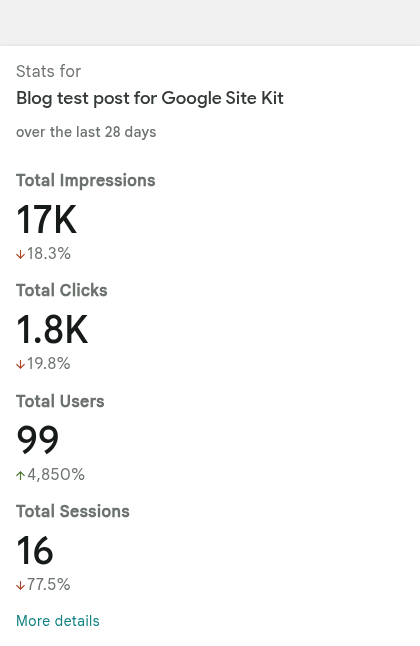 Stats for
Blog test post for Google Site Kit
over the last 28 days
Total Impressions
17K
↓18.3%
Total Clicks
1.8K
↓19.8%
Total Users
99
↑4,850%
Total Sessions
16
↓77.5%
More details